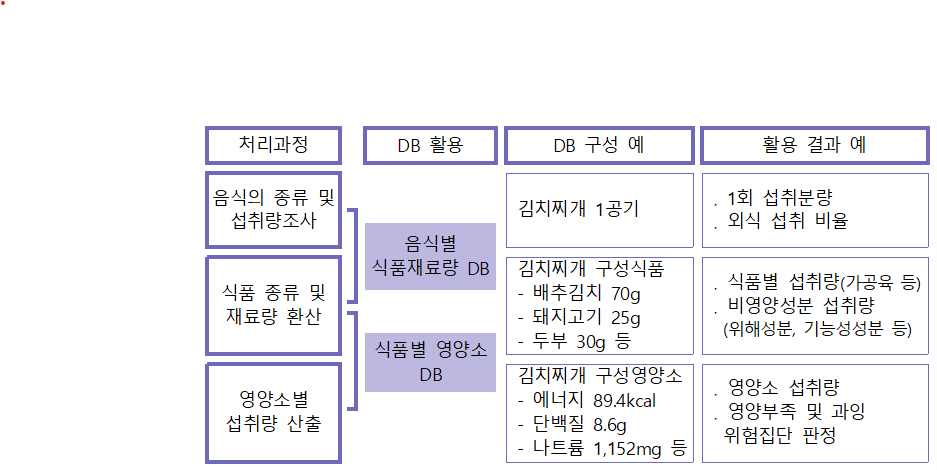 처리과정
DB 활용
DB 구성 예
활용 결과 예
음식의 종류 및
섭취량조사
음식별
식품재료량 DB
김치찌개 1공기
. 1회 섭취분량
. 외식 섭취 비율
식품 종류 및
재료량 환산
김치찌개 구성식품
- 배추김치 70g
- 돼지고기 25g
- 두부 30g 등
. 식품별 섭취량(가공육 등)
. 비영양성분 섭취량
(위해성분, 기능성성분 등)
식품별 영양소
DB
영양소별
섭취량 산출
김치찌개 구성영양소
- 에너지 89.4kcal
- 단백질 8.6g
- 나트륨 1,152mg 등
. 영양소 섭취량
. 영양부족 및 과잉
위험집단 판정